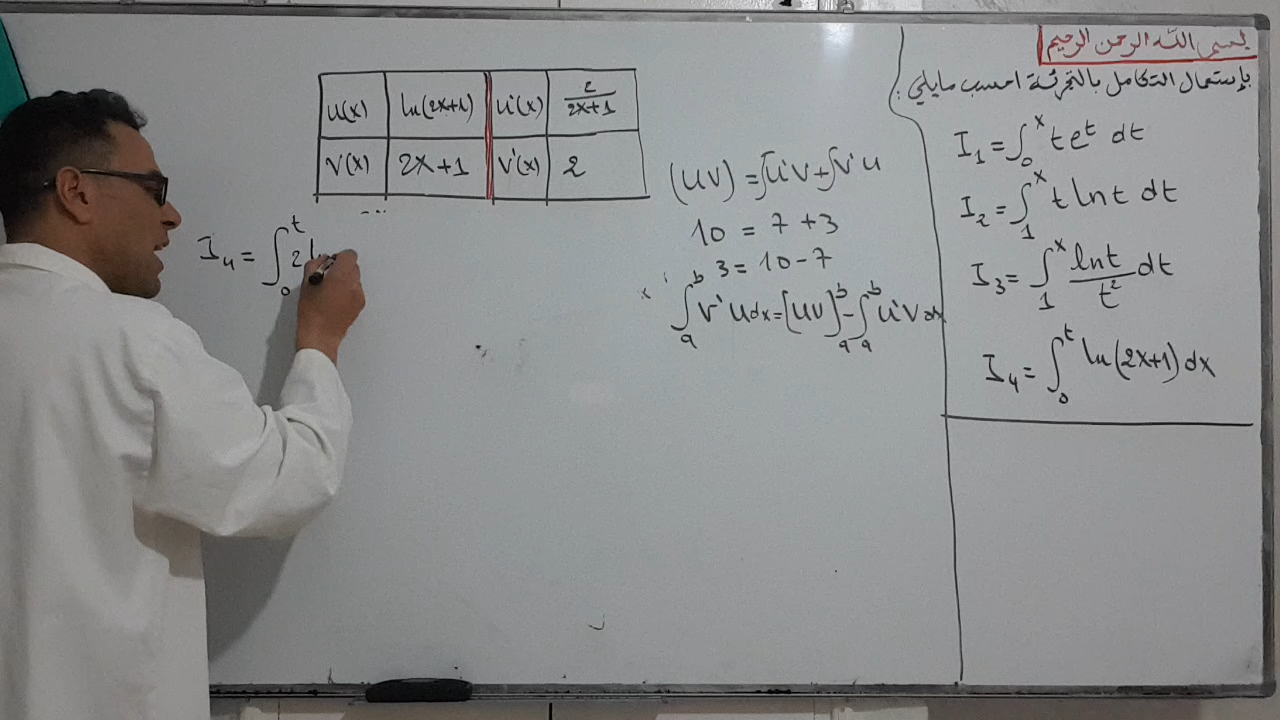 بسم الله الرحمن الرحيم
بإستعمال التكامل بالتجزئة احسب مايلي :
I₁ = ∫₀ˣ t eᵗ dt
I₂ = ∫₁ˣ t ln t dt
I₃ = ∫₁ˣ ln t / t² dt
I₄ = ∫₀ᵗ ln(2x+1) dx
u(x) | ln(2x+1) | u'(x) | 2/(2x+1)
v(x) | 2x+1 | v'(x) | 2
(uv) = ∫u'v + ∫v'u
10 = 7 + 3
3 = 10 - 7
∫ₐᵇ v'u dx = [uv]ₐᵇ - ∫ₐᵇ u'v dx
I₄ = ∫₀ᵗ 2 ln